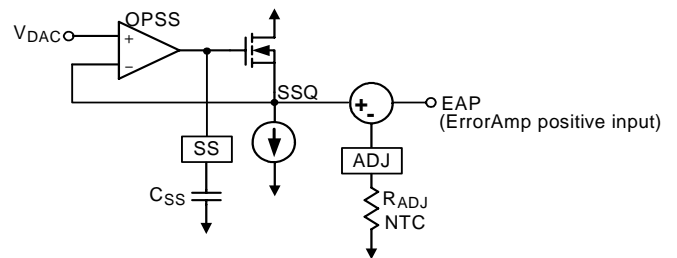 OPSS
VDAC
+
−
SSQ
+
-
EAP
(ErrorAmp positive input)
SS
ADJ
CSS
RADJ
NTC